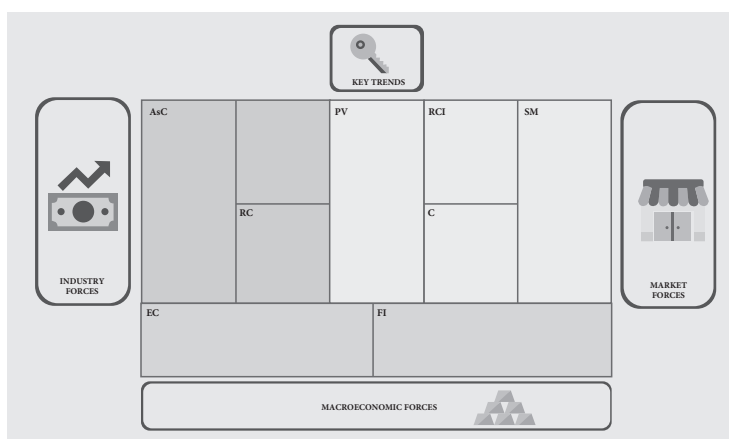 KEY TRENDS
AsC
PV
RCI
SM
RC
C
INDUSTRY
FORCES
MARKET
FORCES
EC
FI
MACROECONOMIC FORCES